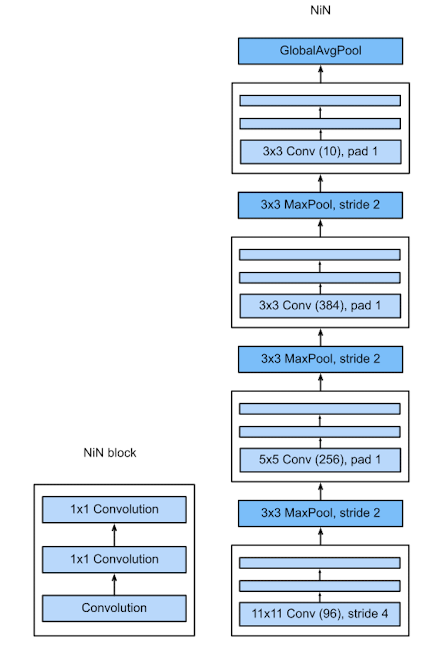 NiN
GlobalAvgPool
3x3 Conv (10), pad 1
3x3 MaxPool, stride 2
3x3 Conv (384), pad 1
3x3 MaxPool, stride 2
5x5 Conv (256), pad 1
3x3 MaxPool, stride 2
11x11 Conv (96), stride 4
NiN block
1x1 Convolution
1x1 Convolution
Convolution